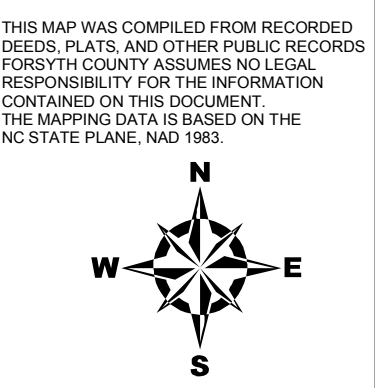 THIS MAP WAS COMPILED FROM RECORDED
DEEDS, PLATS, AND OTHER PUBLIC RECORDS
FORSYTH COUNTY ASSUMES NO LEGAL
RESPONSIBILITY FOR THE INFORMATION
CONTAINED ON THIS DOCUMENT.
THE MAPPING DATA IS BASED ON THE
NC STATE PLANE, NAD 1983.
N
W E
S